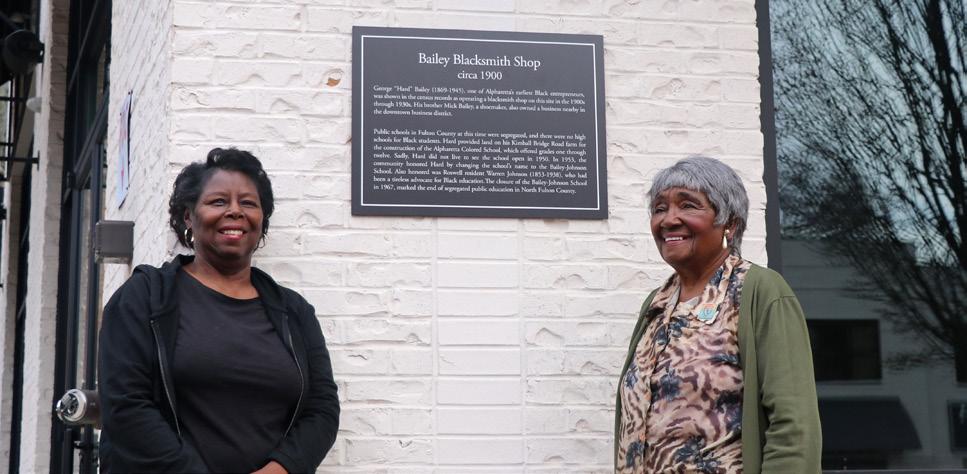 Bailey Blacksmith Shop
circa 1900
George "Hard" Bailey (1869-1945), one of Alpharetta's earliest Black entrepreneurs,
was shown in the census records as operating a blacksmith shop on this site in the 1900s
through 1930s. His brother Mick Bailey, a shoemaker, also owned a business nearby in
the downtown business district.
Public schools in Fulton County at this time were segregated, and there were no high
schools for Black students. Hard provided land on his Kimball Bridge Road farm for
the construction of the Alpharetta Colored School, which offered grades one through
twelve. Sadly, Hard did not live to see the school open in 1950. In 1953, the
community honored Hard by changing the school's name to the Bailey-Johnson
School. Also honored was Roswell resident Warren Johnson (1853-1938), who had
been a tireless advocate for Black education. The closure of the Bailey-Johnson School
in 1967, marked the end of segregated public education in North Fulton County.